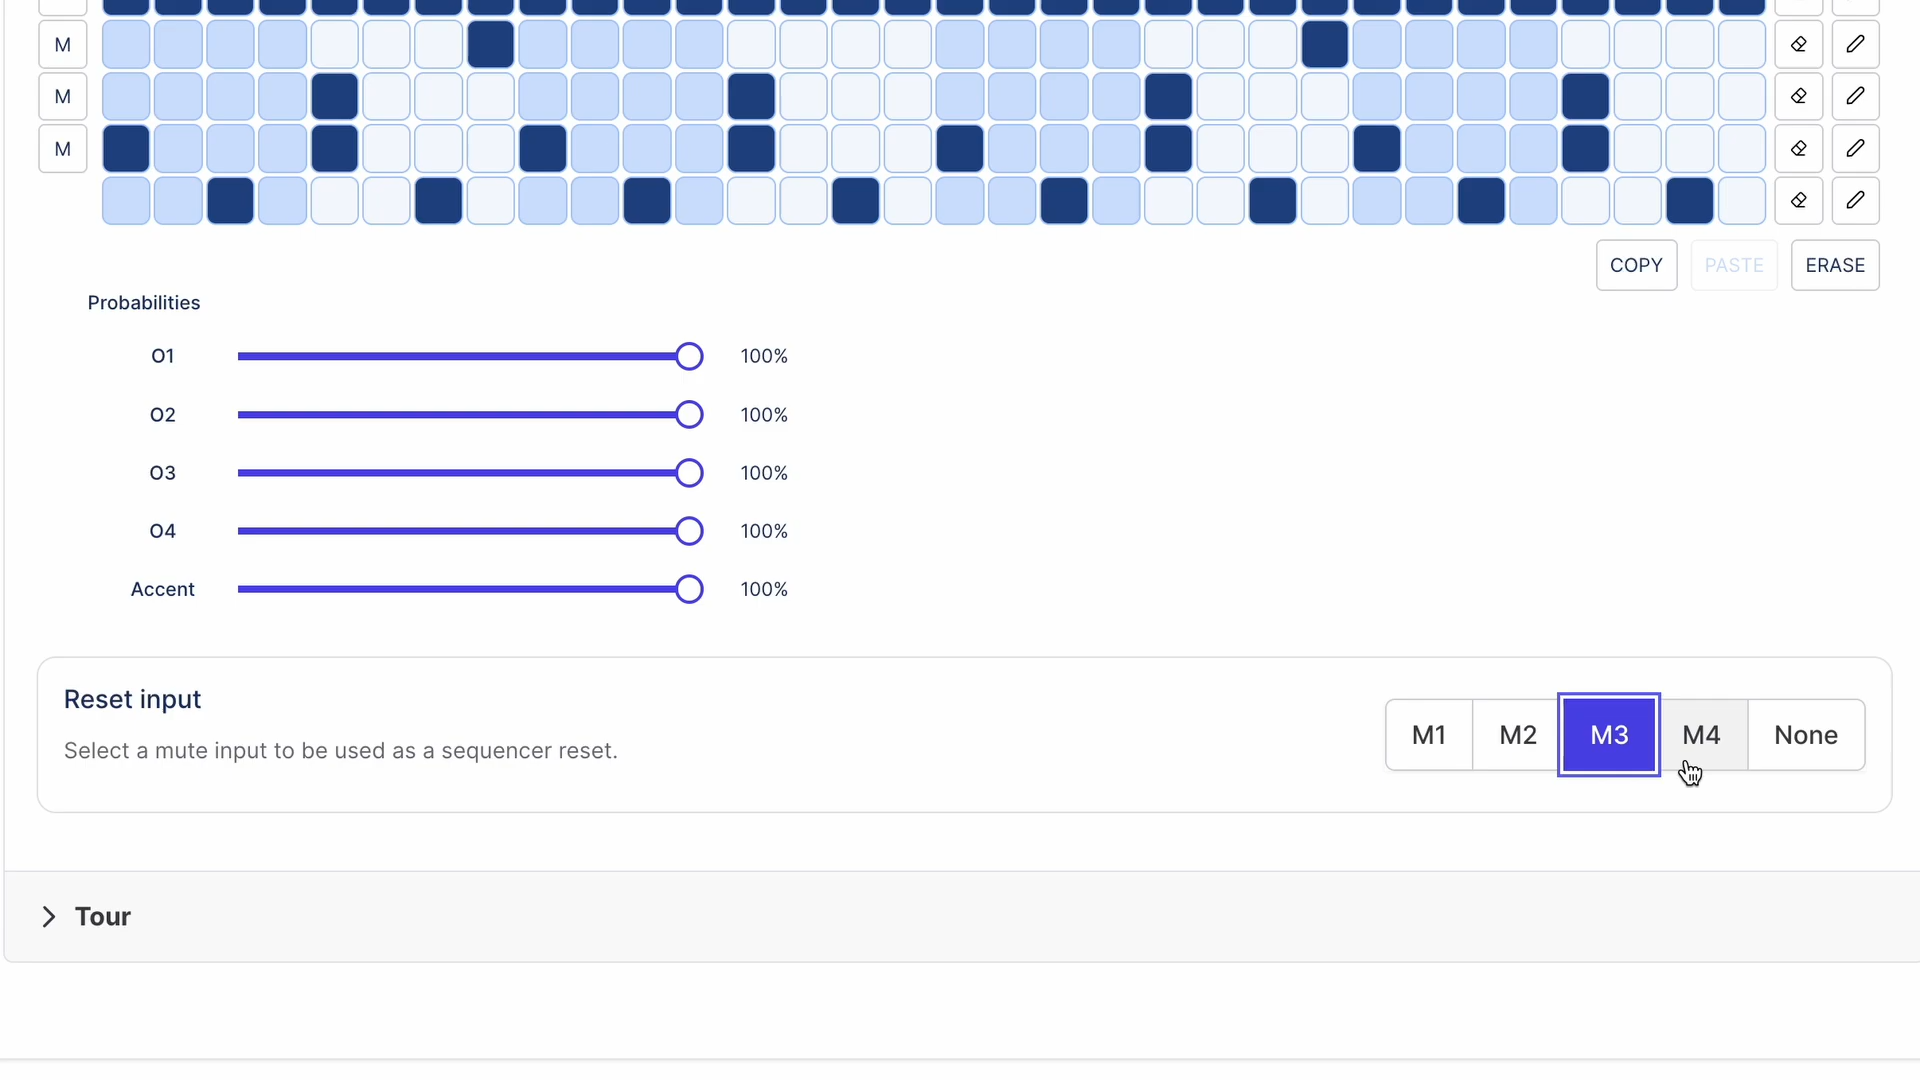 M
M
M
COPY PASTE ERASE
Probabilities
O1 100%
O2 100%
O3 100%
O4 100%
Accent 100%
Reset input
Select a mute input to be used as a sequencer reset.
M1 M2 M3 M4 None
Tour